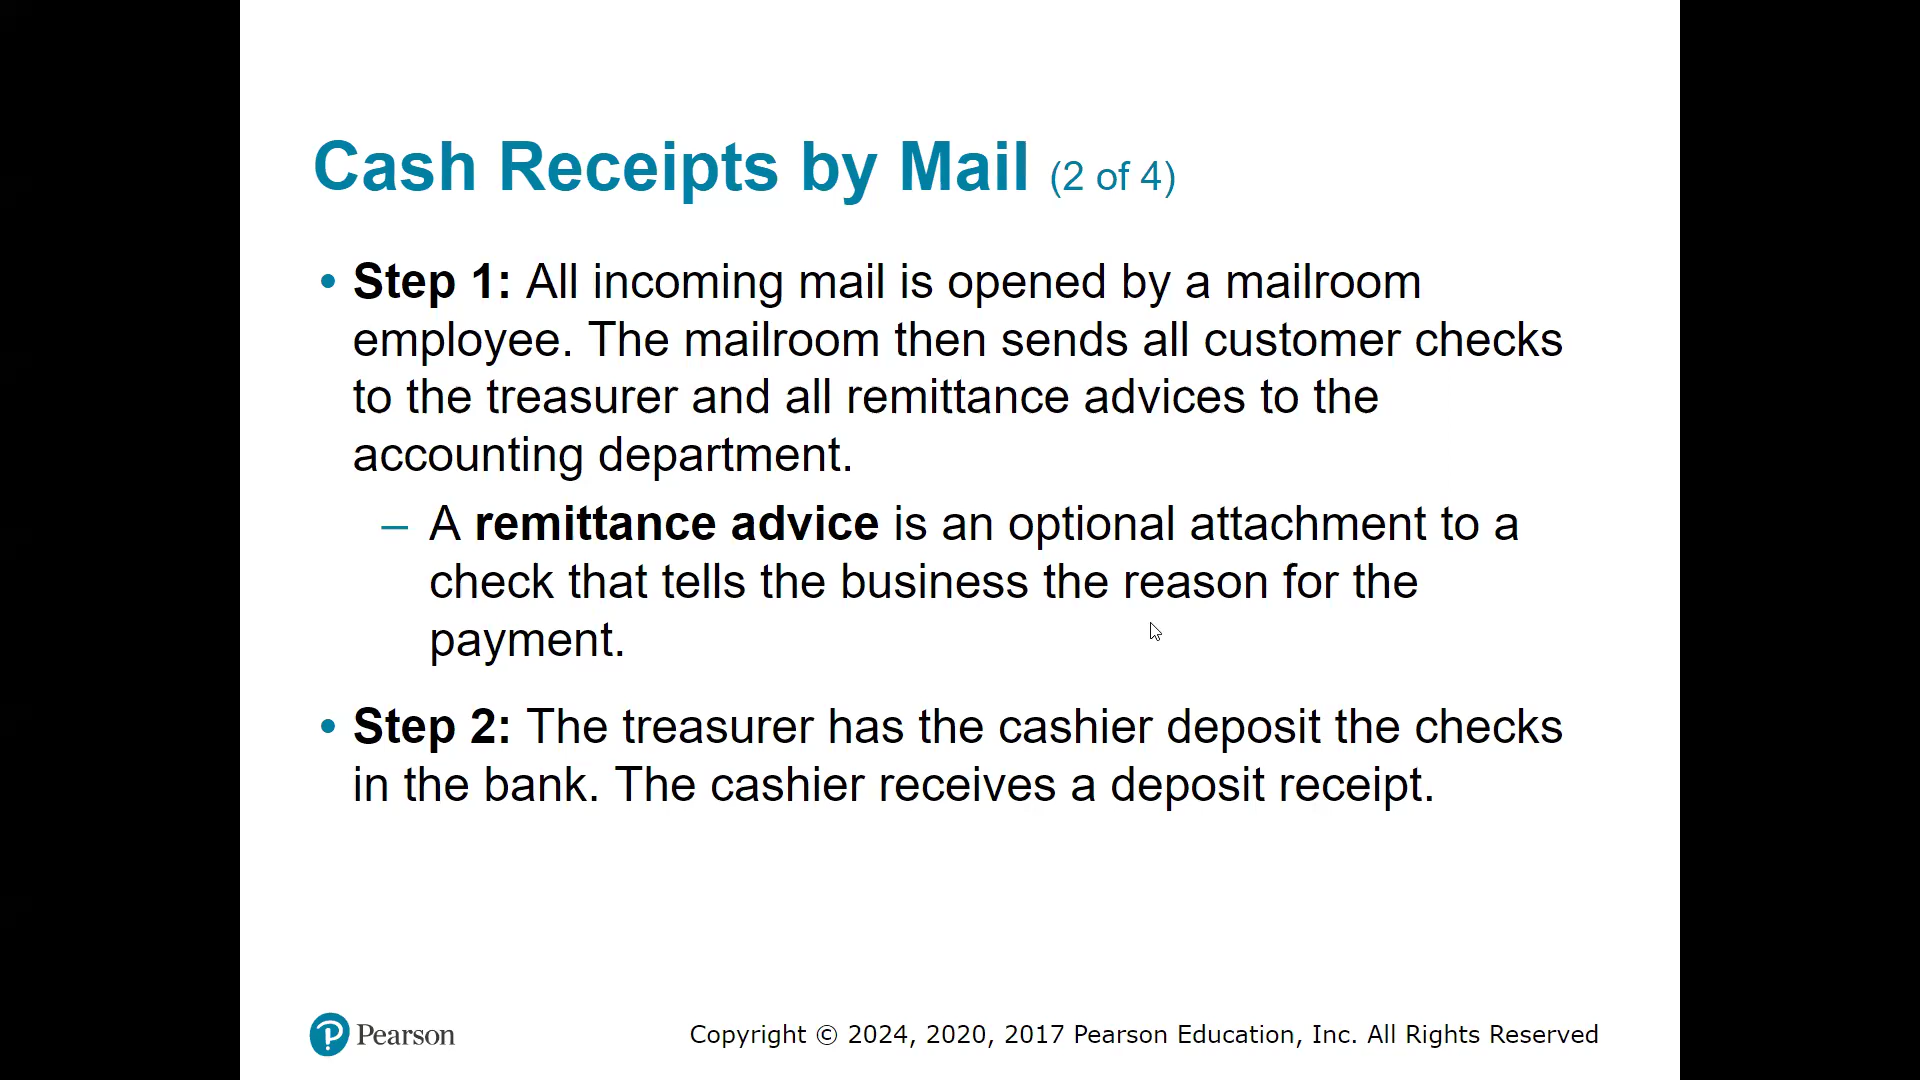 Cash Receipts by Mail (2 of 4)
• Step 1: All incoming mail is opened by a mailroom
employee. The mailroom then sends all customer checks
to the treasurer and all remittance advices to the
accounting department.
– A remittance advice is an optional attachment to a
check that tells the business the reason for the
payment.
• Step 2: The treasurer has the cashier deposit the checks
in the bank. The cashier receives a deposit receipt.
Pearson
Copyright © 2024, 2020, 2017 Pearson Education, Inc. All Rights Reserved